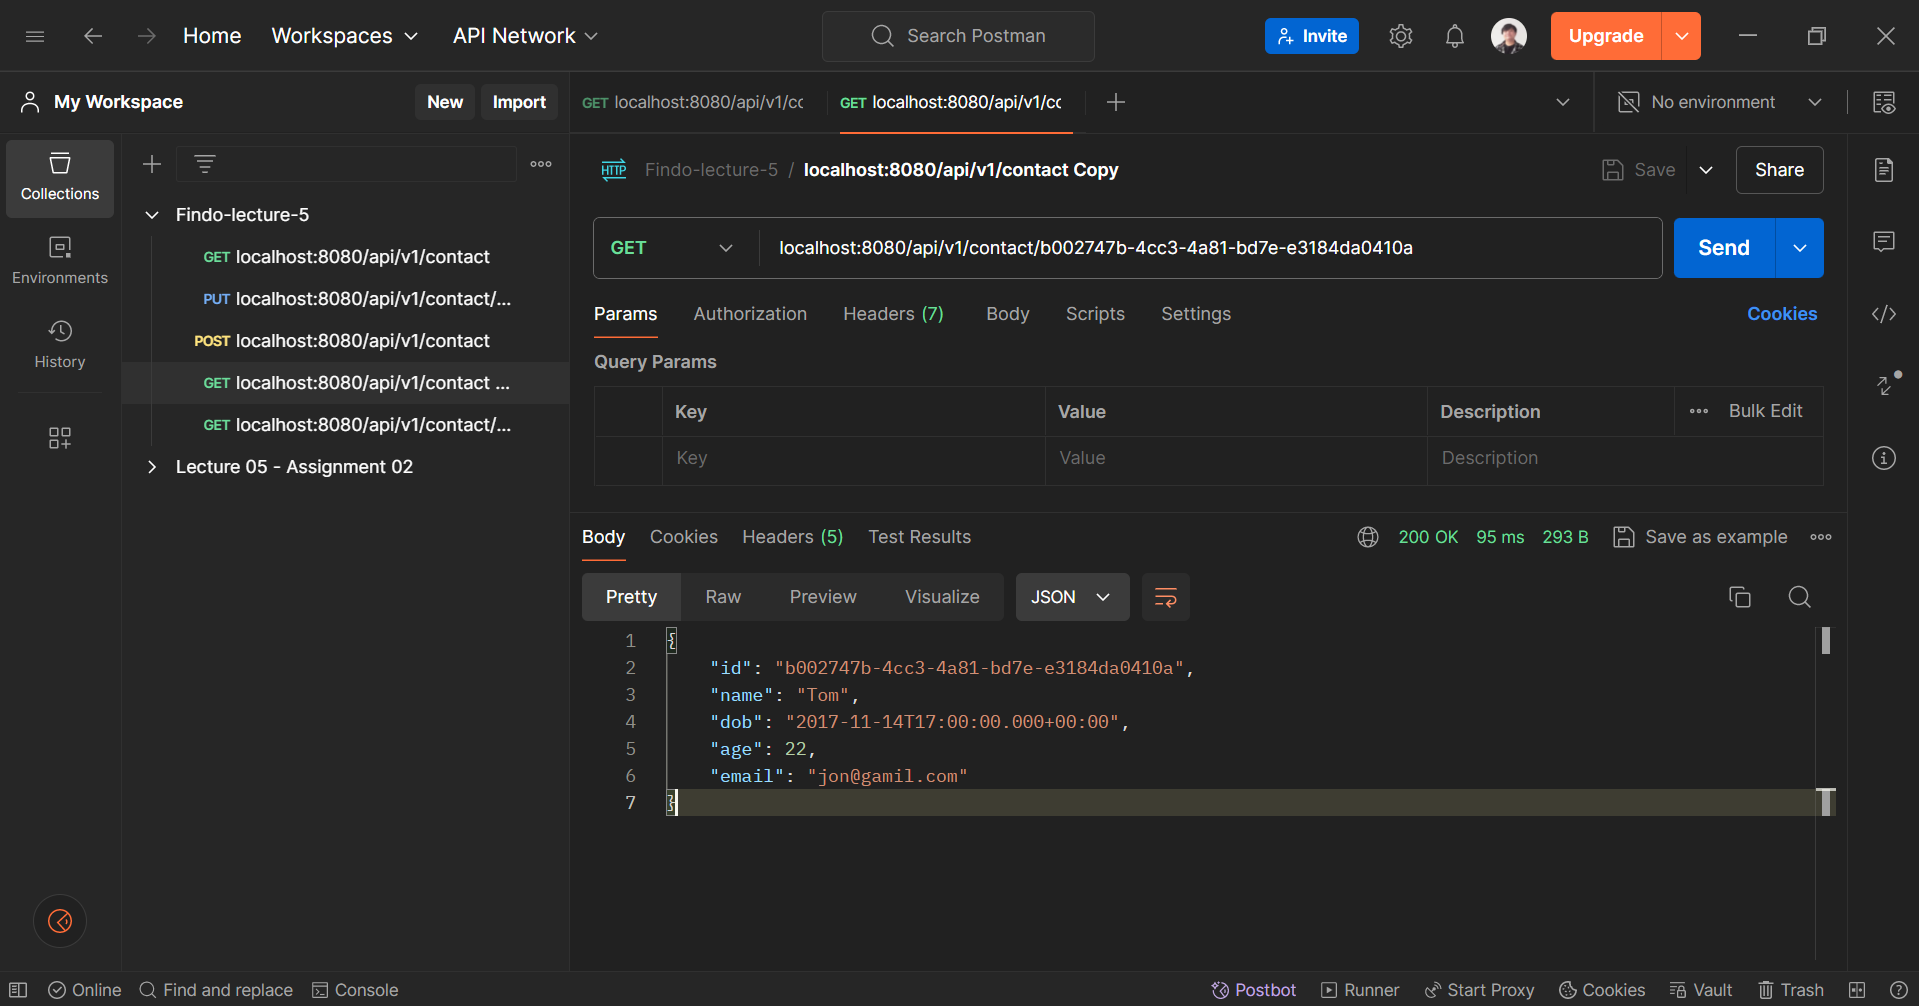 Home Workspaces API Network Search Postman Invite Upgrade
My Workspace New Import
GET localhost:8080/api/v1/cc GET localhost:8080/api/v1/cc No environment
Collections
Environments
History
Findo-lecture-5
GET localhost:8080/api/v1/contact
PUT localhost:8080/api/v1/contact/...
POST localhost:8080/api/v1/contact
GET localhost:8080/api/v1/contact ...
GET localhost:8080/api/v1/contact/...
Lecture 05 - Assignment 02
HTTP Findo-lecture-5 / localhost:8080/api/v1/contact Copy Save Share
GET localhost:8080/api/v1/contact/b002747b-4cc3-4a81-bd7e-e3184da0410a Send
Params Authorization Headers (7) Body Scripts Settings Cookies
Query Params
Key Value Description Bulk Edit
Key Value Description
Body Cookies Headers (5) Test Results 200 OK 95 ms 293 B Save as example
Pretty Raw Preview Visualize JSON
1 {
2 "id": "b002747b-4cc3-4a81-bd7e-e3184da0410a",
3 "name": "Tom",
4 "dob": "2017-11-14T17:00:00.000+00:00",
5 "age": 22,
6 "email": "jon@gamil.com"
7 }
Online Find and replace Console Postbot Runner Start Proxy Cookies Vault Trash